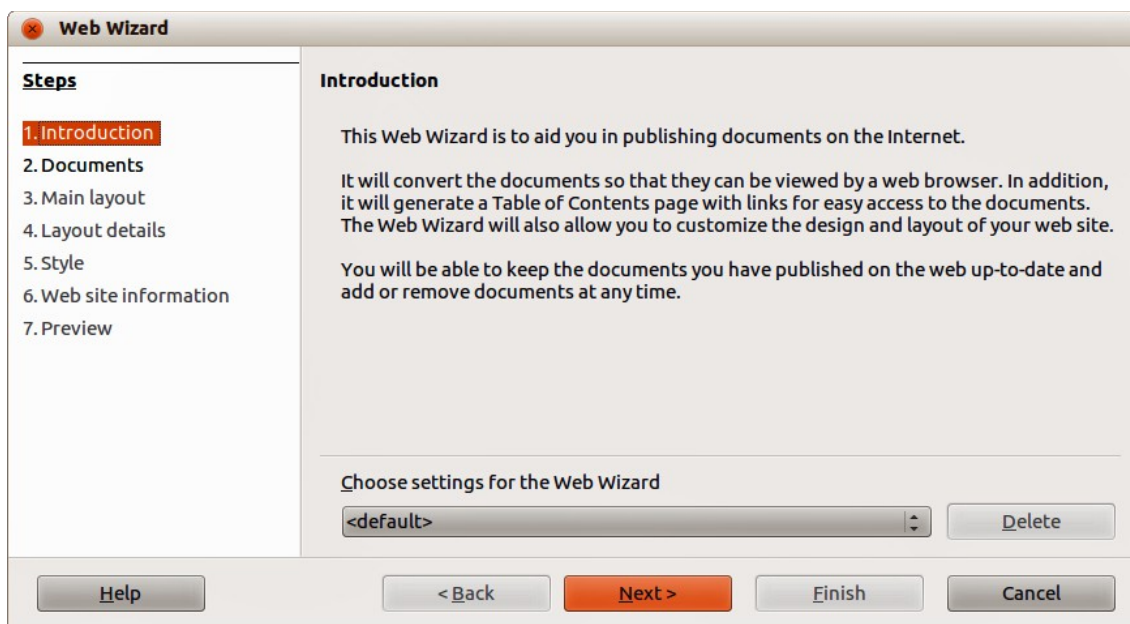 Web Wizard
Steps
1. Introduction
2. Documents
3. Main layout
4. Layout details
5. Style
6. Web site information
7. Preview
Introduction
This Web Wizard is to aid you in publishing documents on the Internet.
It will convert the documents so that they can be viewed by a web browser. In addition,
it will generate a Table of Contents page with links for easy access to the documents.
The Web Wizard will also allow you to customize the design and layout of your web site.
You will be able to keep the documents you have published on the web up-to-date and
add or remove documents at any time.
Choose settings for the Web Wizard
<default>
Delete
Help
< Back
Next >
Finish
Cancel